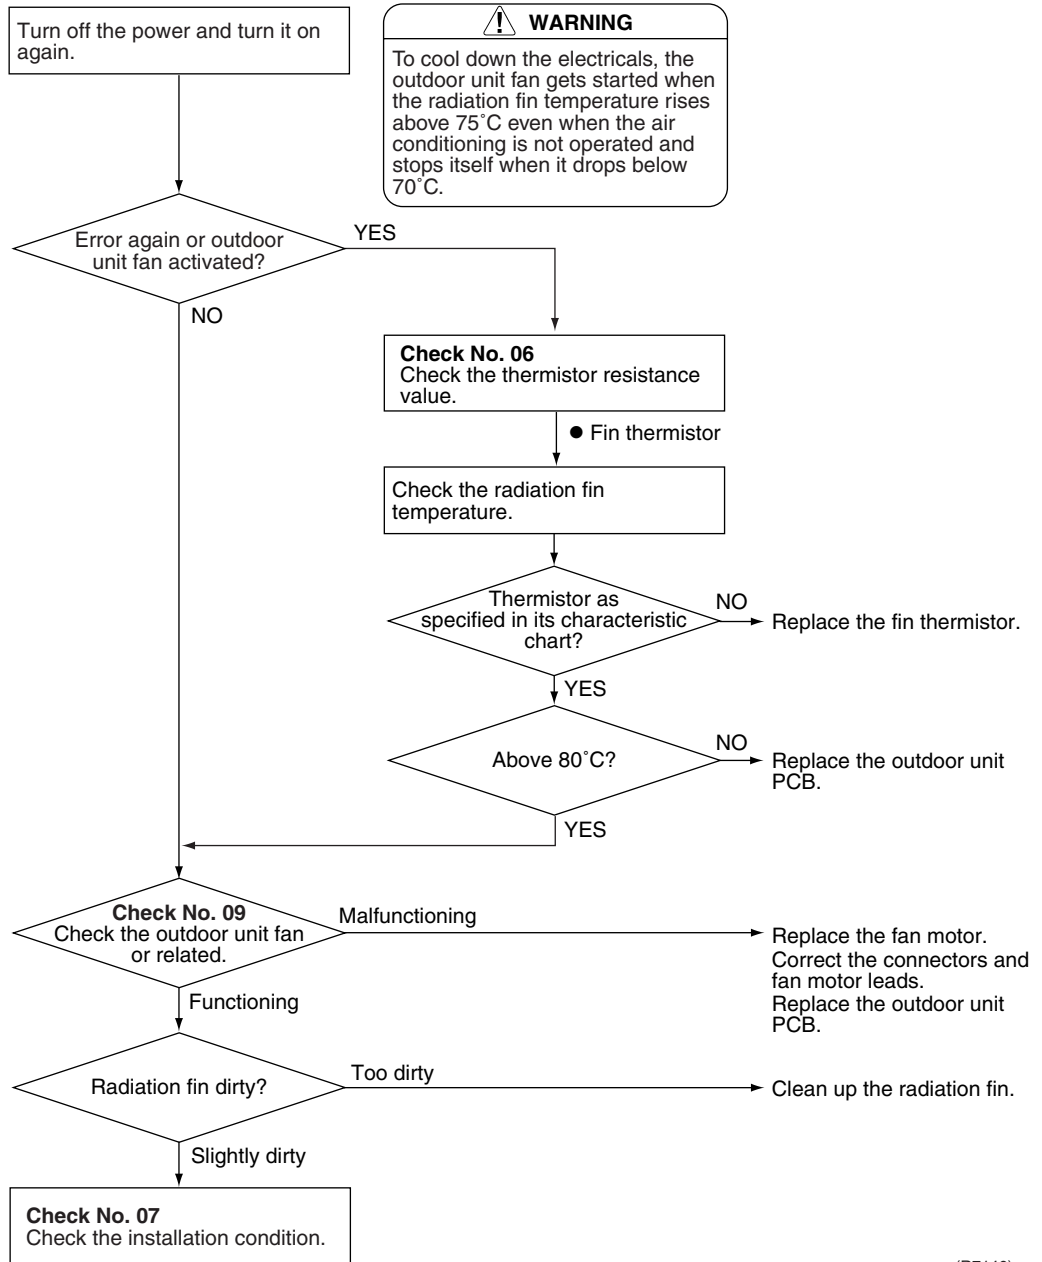 Turn off the power and turn it on
again.
WARNING
To cool down the electricals, the
outdoor unit fan gets started when
the radiation fin temperature rises
above 75˚C even when the air
conditioning is not operated and
stops itself when it drops below
70˚C.
Error again or outdoor
unit fan activated?
YES
NO
Check No. 06
Check the thermistor resistance
value.
● Fin thermistor
Check the radiation fin
temperature.
Thermistor as
specified in its characteristic
chart?
NO
Replace the fin thermistor.
YES
Above 80˚C?
NO
Replace the outdoor unit
PCB.
YES
Check No. 09
Check the outdoor unit fan
or related.
Malfunctioning
Replace the fan motor.
Correct the connectors and
fan motor leads.
Replace the outdoor unit
PCB.
Functioning
Radiation fin dirty?
Too dirty
Clean up the radiation fin.
Slightly dirty
Check No. 07
Check the installation condition.